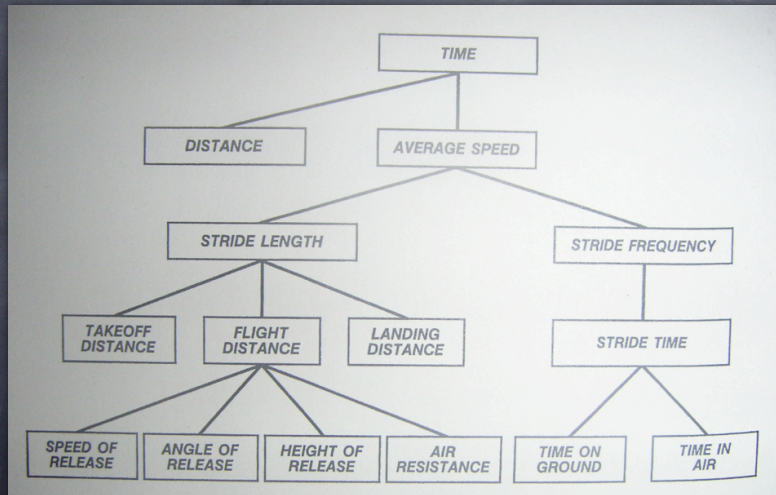 TIME
DISTANCE
AVERAGE SPEED
STRIDE LENGTH
STRIDE FREQUENCY
TAKEOFF
DISTANCE
FLIGHT
DISTANCE
LANDING
DISTANCE
STRIDE TIME
SPEED OF
RELEASE
ANGLE OF
RELEASE
HEIGHT OF
RELEASE
AIR
RESISTANCE
TIME ON
GROUND
TIME IN
AIR